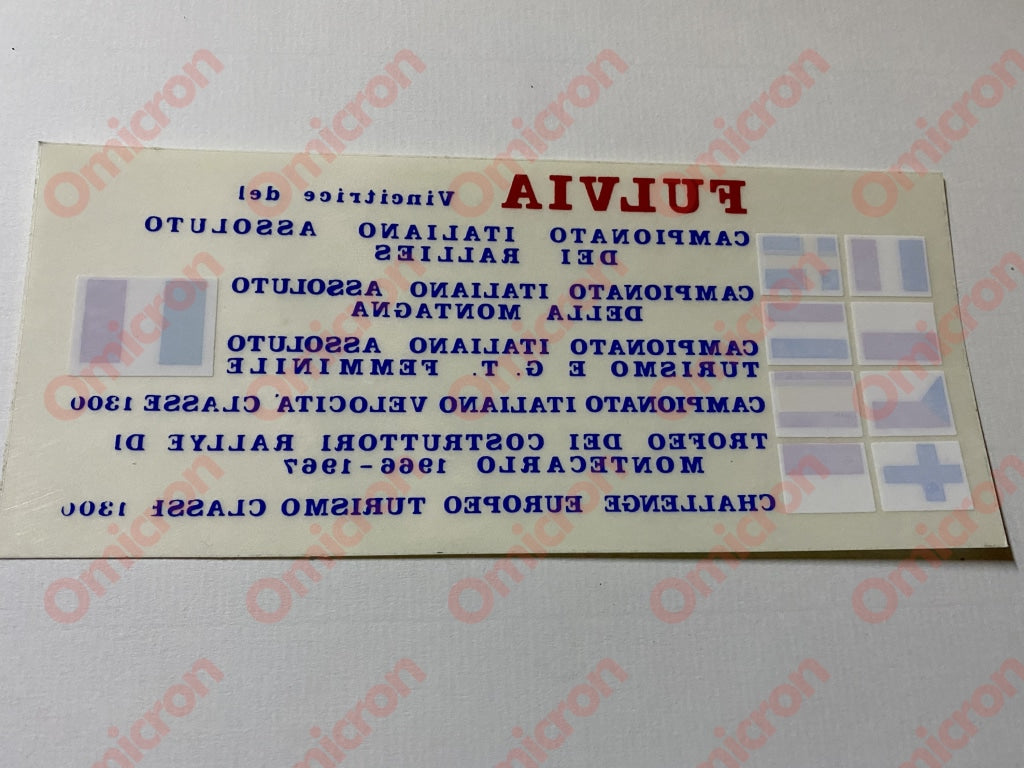 FULVIA Vincitrice del
CAMPIONATO ITALIANO ASSOLUTO
DEI RALLIES
CAMPIONATO ITALIANO ASSOLUTO
DELLA MONTAGNA
CAMPIONATO ITALIANO ASSOLUTO
TURISMO E G. T. FEMMINILE
CAMPIONATO ITALIANO VELOCITA' CLASSE 1300
TROFEO DEI COSTRUTTORI RALLYE DI
MONTECARLO 1966-1967
CHALLENGE EUROPEO TURISMO CLASSE 1300
Omicron